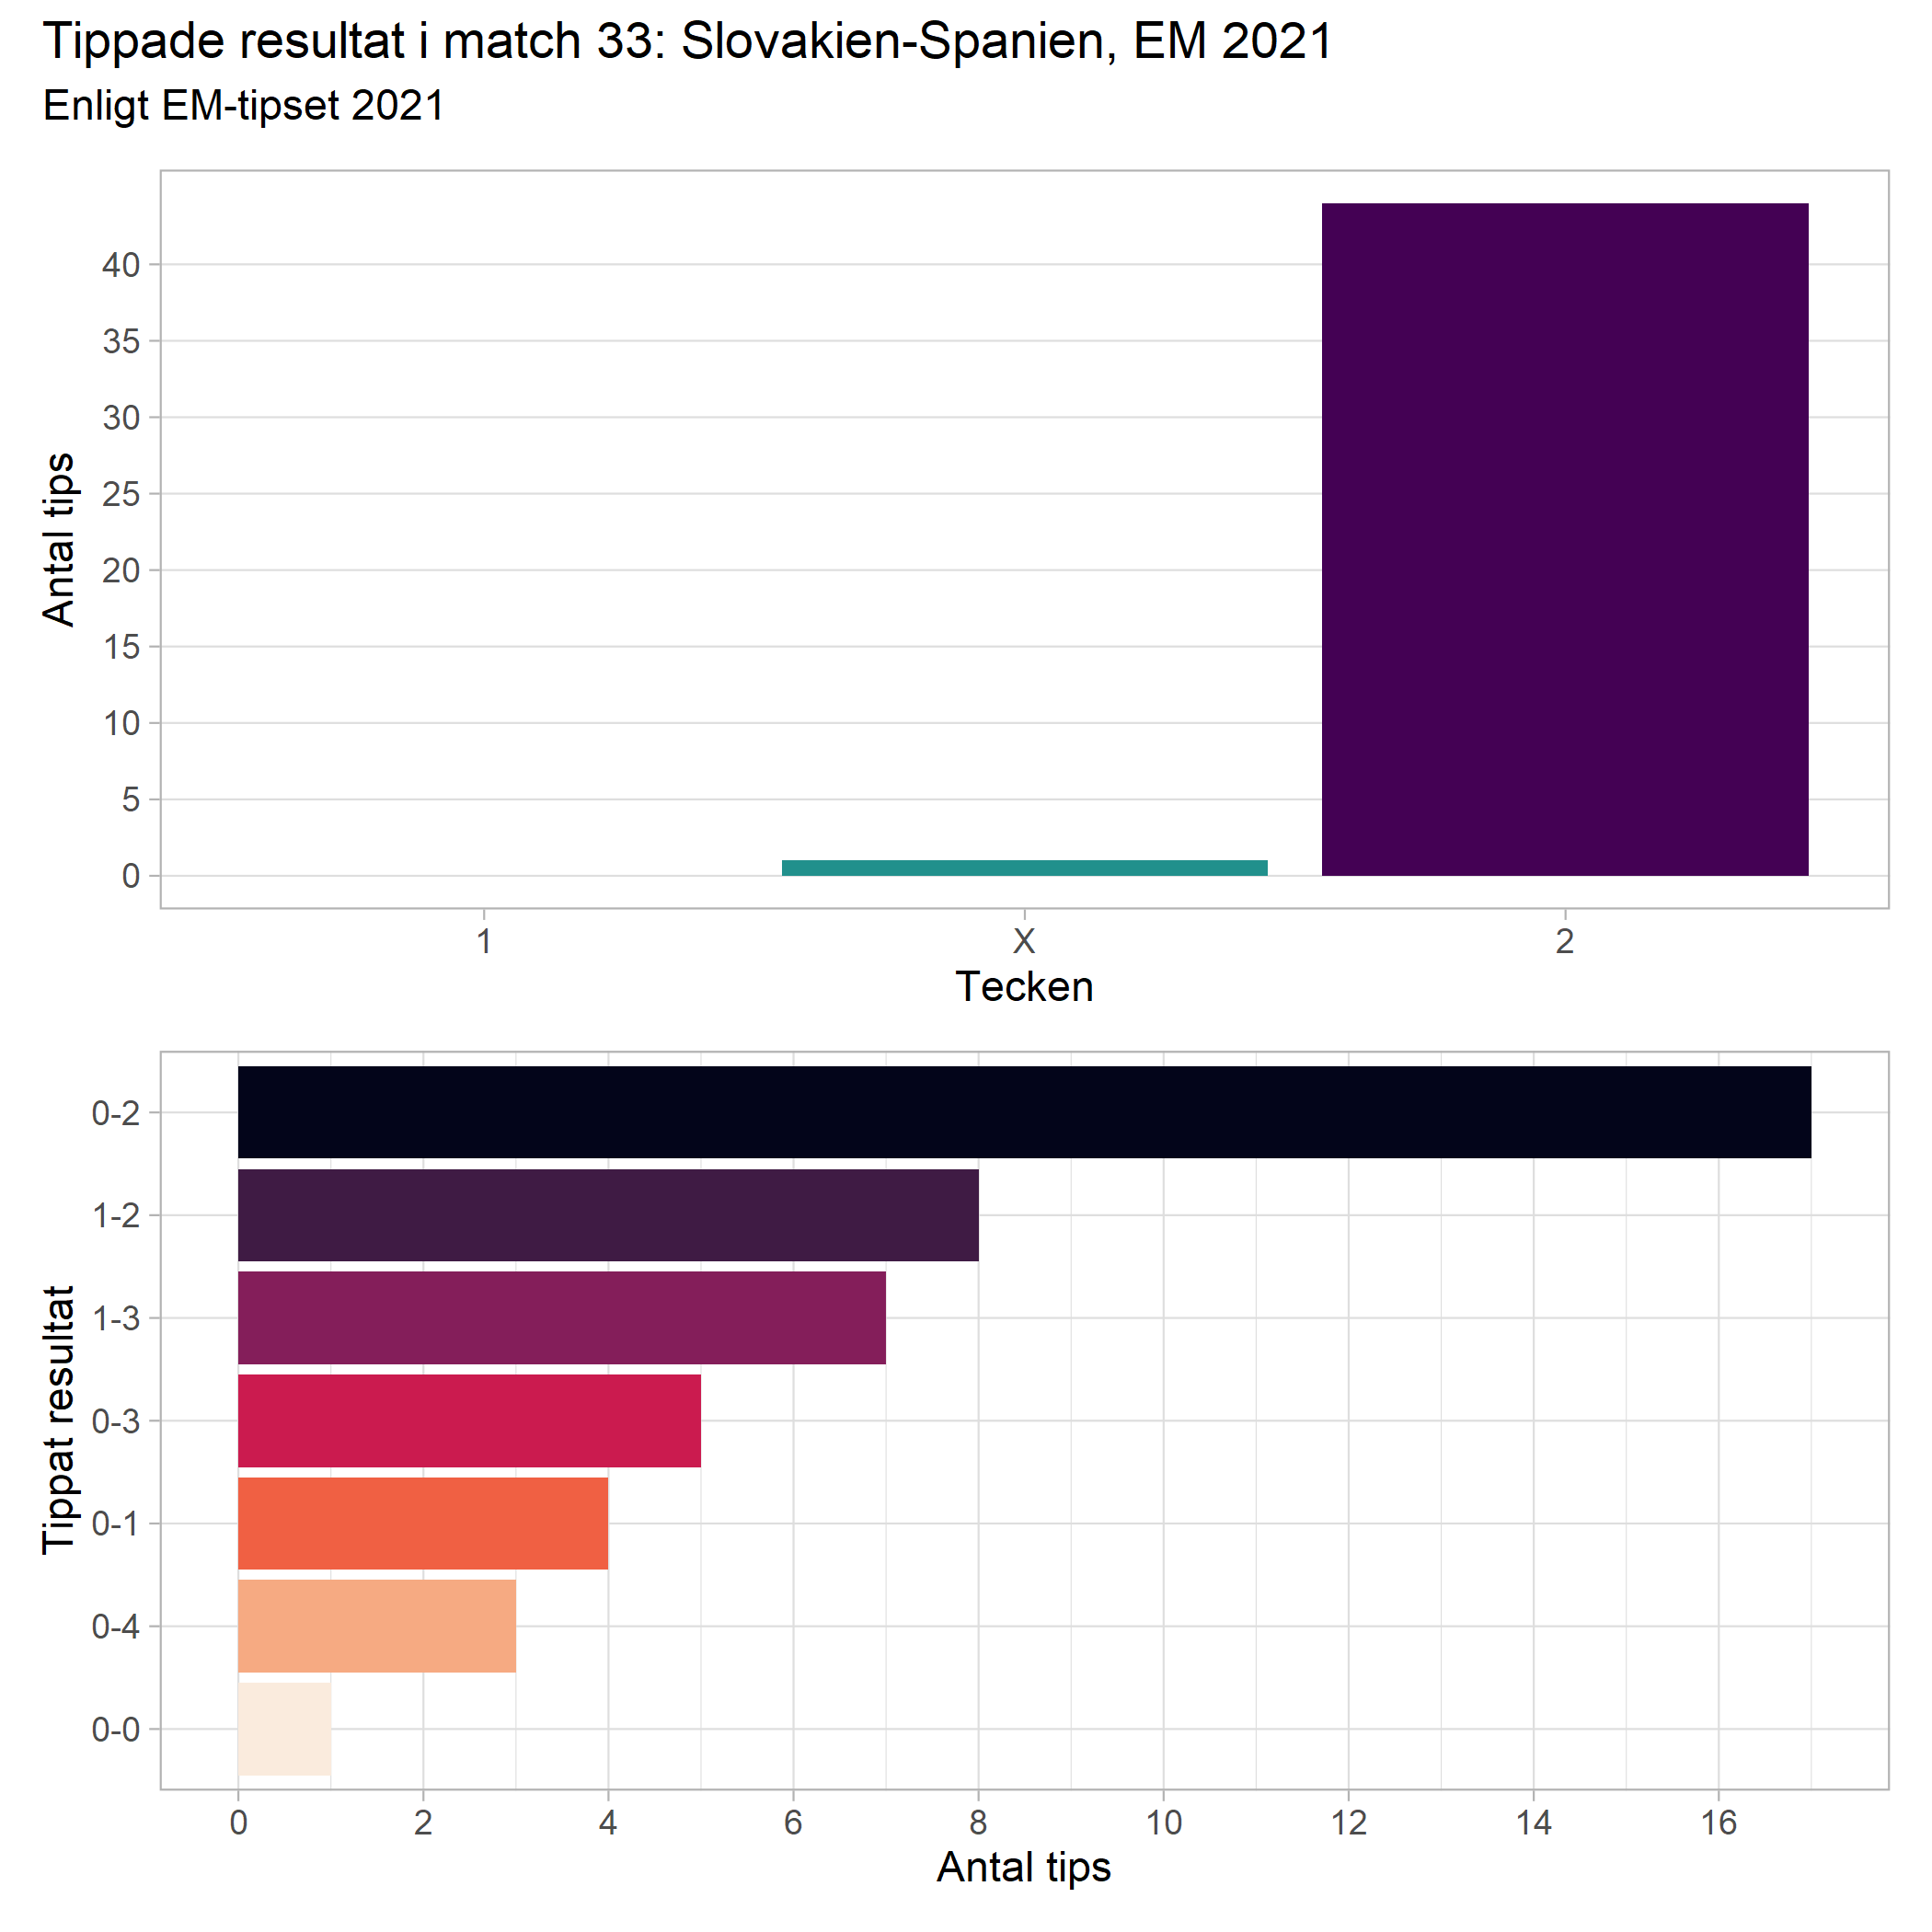 Tippade resultat i match 33: Slovakien-Spanien, EM 2021
Enligt EM-tipset 2021
Antal tips
40
35
30
25
20
15
10
5
0
1 X 2
Tecken
Tippat resultat
0-2
1-2
1-3
0-3
0-1
0-4
0-0
0 2 4 6 8 10 12 14 16
Antal tips